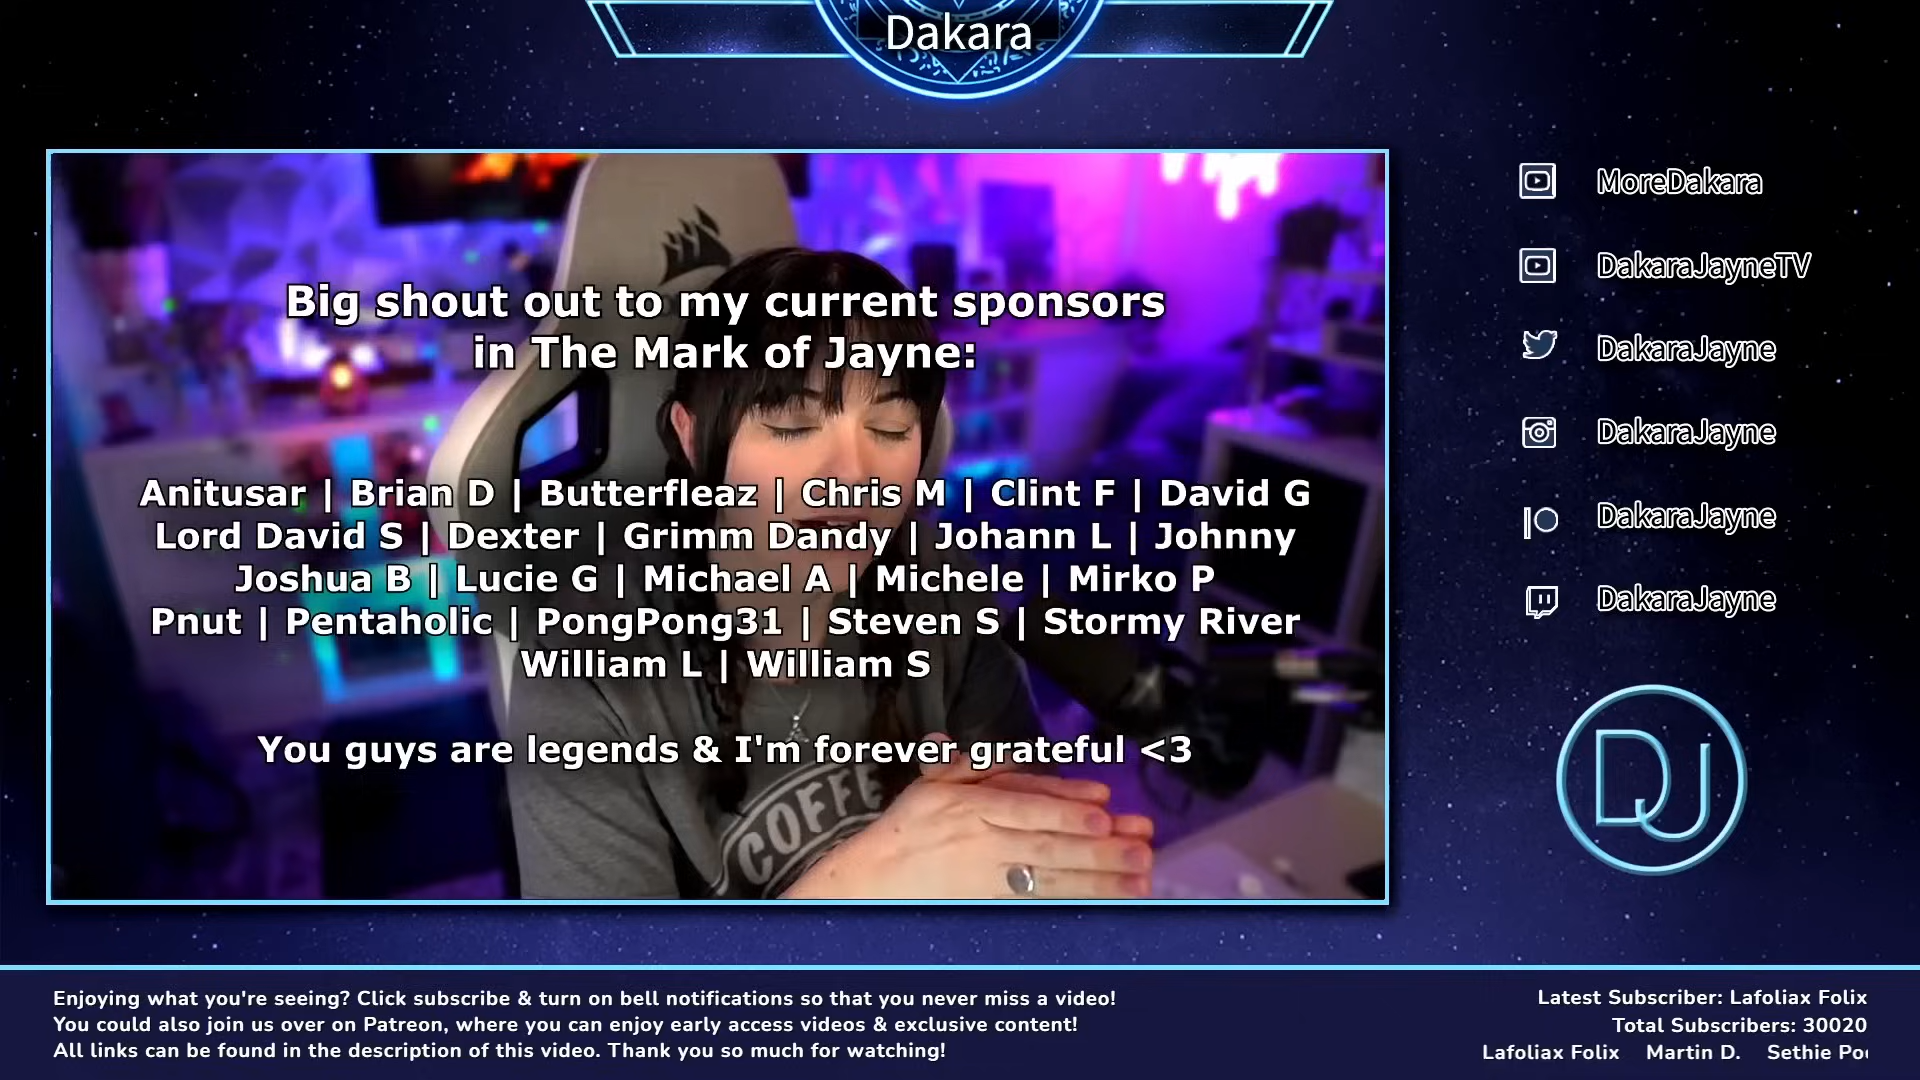 Dakara
Big shout out to my current sponsors
in The Mark of Jayne:
Anitusar | Brian D | Butterfleaz | Chris M | Clint F | David G
Lord David S | Dexter | Grimm Dandy | Johann L | Johnny
Joshua B | Lucie G | Michael A | Michele | Mirko P
Pnut | Pentaholic | PongPong31 | Steven S | Stormy River
William L | William S
You guys are legends & I'm forever grateful <3
COFFE
MoreDakara
DakaraJayneTV
DakaraJayne
DakaraJayne
DakaraJayne
DakaraJayne
DJ
Enjoying what you're seeing? Click subscribe & turn on bell notifications so that you never miss a video!
You could also join us over on Patreon, where you can enjoy early access videos & exclusive content!
All links can be found in the description of this video. Thank you so much for watching!
Latest Subscriber: Lafoliax Folix
Total Subscribers: 30020
Lafoliax Folix Martin D. Sethie